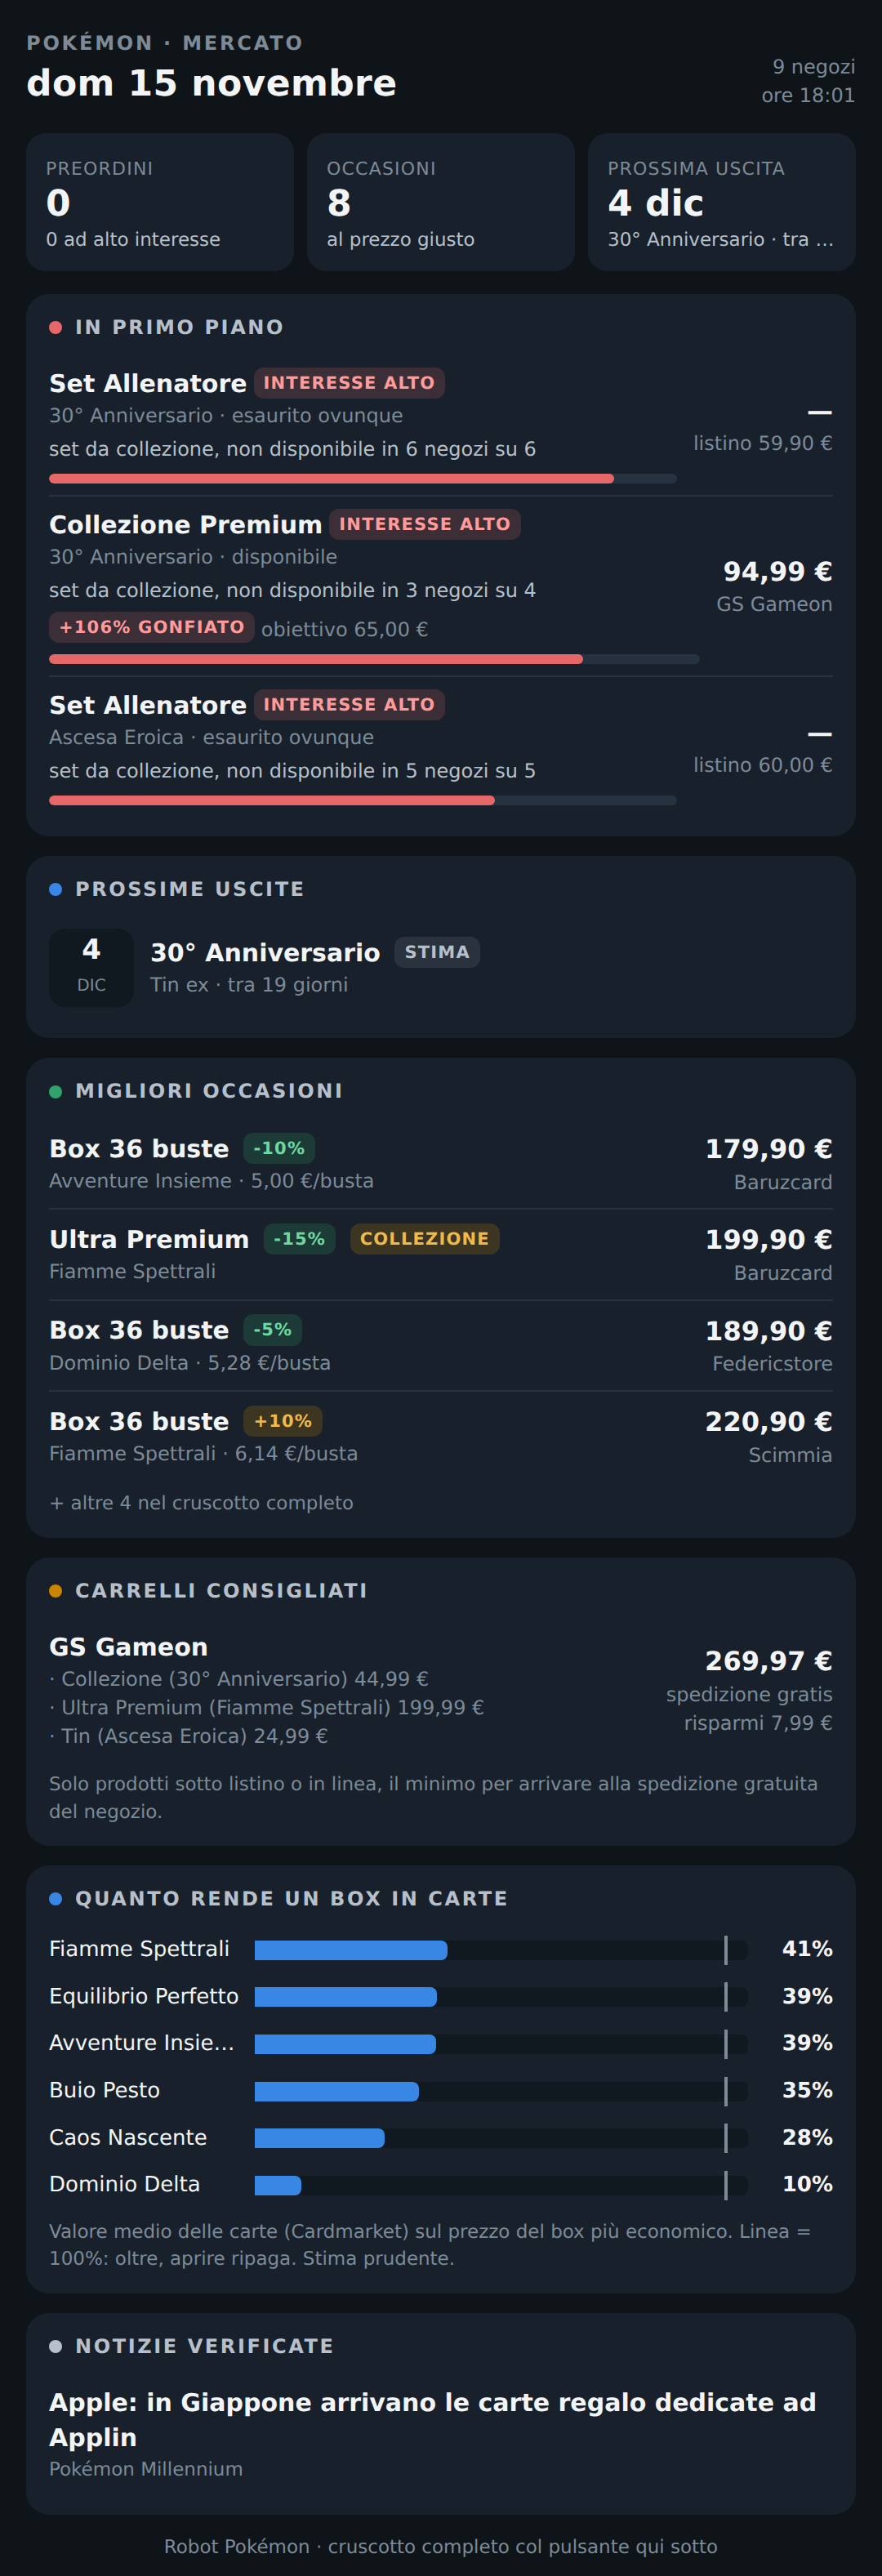 POKÉMON · MERCATO
dom 15 novembre
9 negozi
ore 18:01
PREORDINI
0
0 ad alto interesse
OCCASIONI
8
al prezzo giusto
PROSSIMA USCITA
4 dic
30° Anniversario · tra …
IN PRIMO PIANO
Set Allenatore INTERESSE ALTO
30° Anniversario · esaurito ovunque
set da collezione, non disponibile in 6 negozi su 6
—
listino 59,90 €
Collezione Premium INTERESSE ALTO
30° Anniversario · disponibile
set da collezione, non disponibile in 3 negozi su 4
+106% GONFIATO obiettivo 65,00 €
94,99 €
GS Gameon
Set Allenatore INTERESSE ALTO
Ascesa Eroica · esaurito ovunque
set da collezione, non disponibile in 5 negozi su 5
—
listino 60,00 €
PROSSIME USCITE
4
DIC
30° Anniversario STIMA
Tin ex · tra 19 giorni
MIGLIORI OCCASIONI
Box 36 buste -10%
Avventure Insieme · 5,00 €/busta
179,90 €
Baruzcard
Ultra Premium -15% COLLEZIONE
Fiamme Spettrali
199,90 €
Baruzcard
Box 36 buste -5%
Dominio Delta · 5,28 €/busta
189,90 €
Federicstore
Box 36 buste +10%
Fiamme Spettrali · 6,14 €/busta
220,90 €
Scimmia
+ altre 4 nel cruscotto completo
CARRELLI CONSIGLIATI
GS Gameon
· Collezione (30° Anniversario) 44,99 €
· Ultra Premium (Fiamme Spettrali) 199,99 €
· Tin (Ascesa Eroica) 24,99 €
269,97 €
spedizione gratis
risparmi 7,99 €
Solo prodotti sotto listino o in linea, il minimo per arrivare alla spedizione gratuita
del negozio.
QUANTO RENDE UN BOX IN CARTE
Fiamme Spettrali 41%
Equilibrio Perfetto 39%
Avventure Insie… 39%
Buio Pesto 35%
Caos Nascente 28%
Dominio Delta 10%
Valore medio delle carte (Cardmarket) sul prezzo del box più economico. Linea =
100%: oltre, aprire ripaga. Stima prudente.
NOTIZIE VERIFICATE
Apple: in Giappone arrivano le carte regalo dedicate ad
Applin
Pokémon Millennium
Robot Pokémon · cruscotto completo col pulsante qui sotto